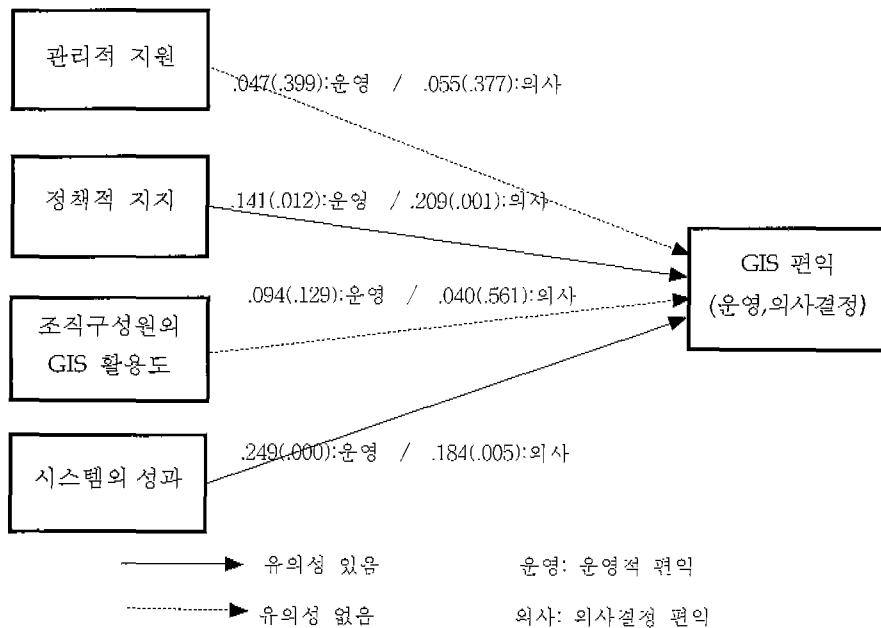 관리적 지원
.047(.399):운영 / .055(.377):의사
정책적 지지
.141(.012):운영 / .209(.001):의사
GIS 편익
(운영,의사결정)
.094(.129):운영 / .040(.561):의사
조직구성원의
GIS 활용도
.249(.000):운영 / .184(.005):의사
시스템의 성과
유의성 있음
운영: 운영적 편익
유의성 없음
의사: 의사결정 편익